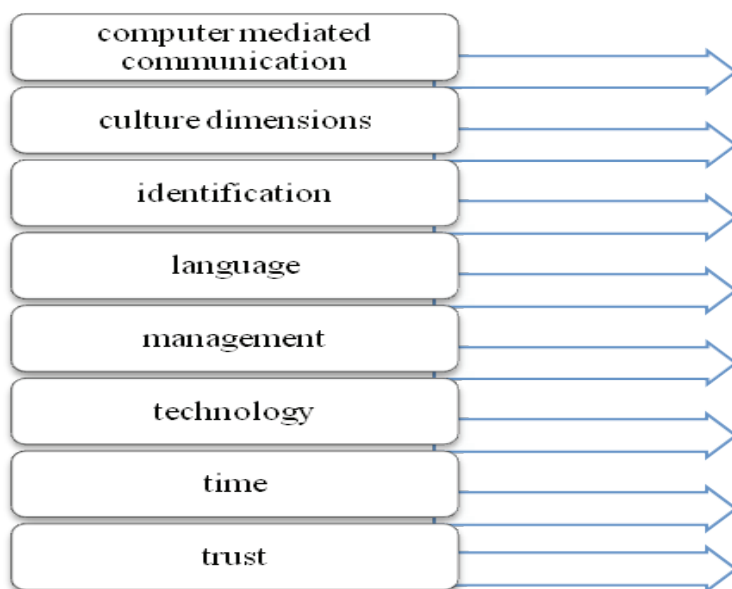 computer mediated
communication
culture dimensions
identification
language
management
technology
time
trust